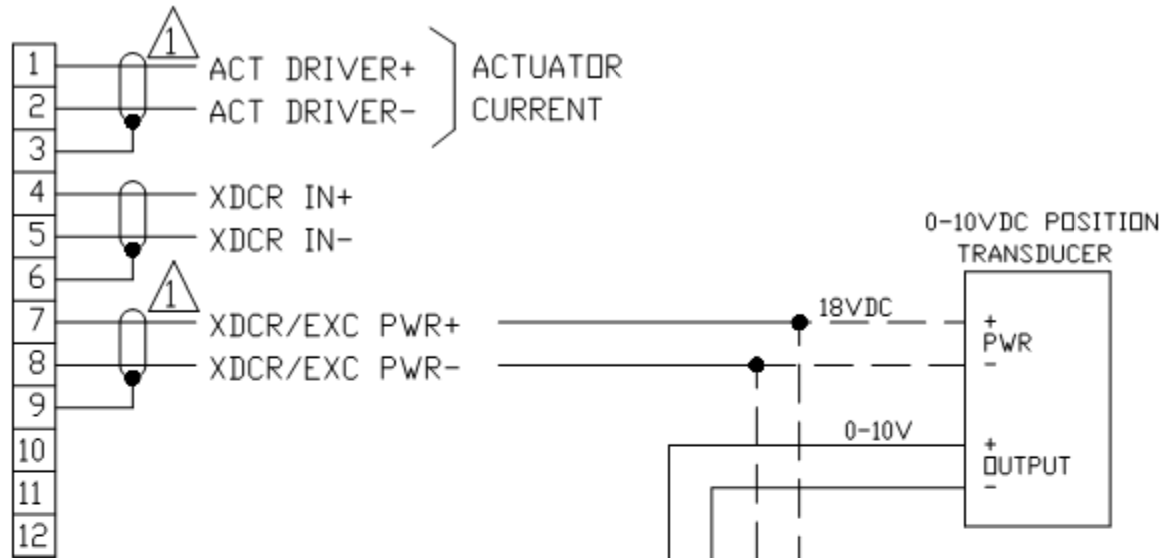 1
1
ACT DRIVER+
ACTUATOR
2
ACT DRIVER-
CURRENT
3
4
XDCR IN+
5
XDCR IN-
0-10VDC POSITION
TRANSDUCER
6
1
7
XDCR/EXC PWR+
18VDC
+
PWR
-
8
XDCR/EXC PWR-
9
10
0-10V
+
OUTPUT
-
11
12